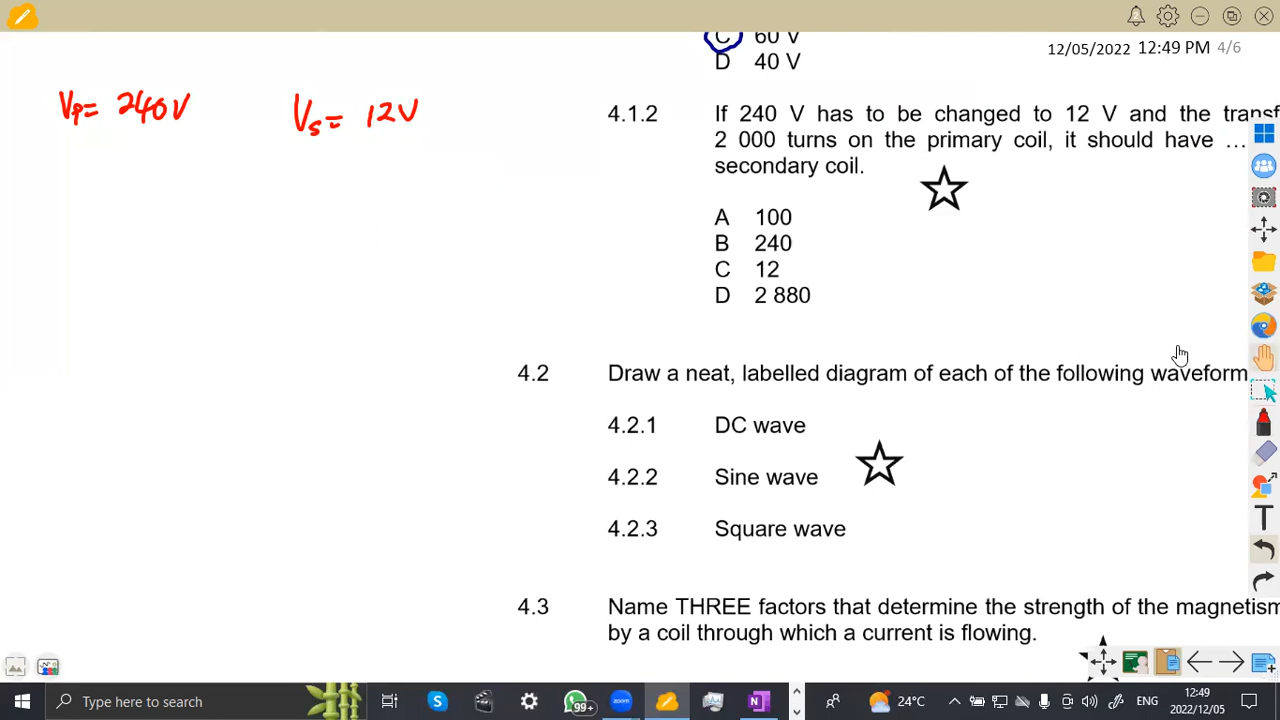 12/05/2022 12:49 PM 4/6
C 60 V
D 40 V
Vp= 240V Vs= 12V
4.1.2 If 240 V has to be changed to 12 V and the transf
2 000 turns on the primary coil, it should have …
secondary coil.
A 100
B 240
C 12
D 2 880
4.2 Draw a neat, labelled diagram of each of the following waveform
4.2.1 DC wave
4.2.2 Sine wave
4.2.3 Square wave
4.3 Name THREE factors that determine the strength of the magnetism
by a coil through which a current is flowing.
Type here to search
99+
zoom
N
24°C
ENG
12:49
2022/12/05